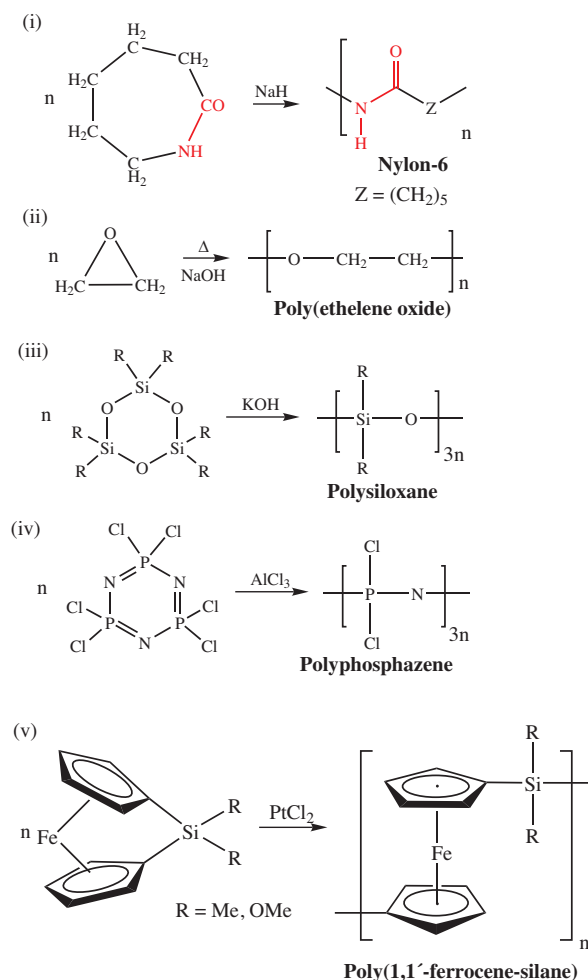 (i)
H₂
C
H₂C
CH₂
H₂C
CO
n
H₂C
NH
C
H₂
NaH
O
N
Z
H
n
Nylon-6
Z = (CH₂)₅
(ii)
n
O
H₂C
CH₂
Δ
NaOH
O
CH₂
CH₂
n
Poly(ethelene oxide)
(iii)
n
R
R
Si
O
O
R
Si
Si
R
R
O
R
KOH
R
Si
O
R
3n
Polysiloxane
(iv)
n
Cl
Cl
P
N
N
Cl
P
P
Cl
Cl
N
Cl
AlCl₃
Cl
P
N
Cl
3n
Polyphosphazene
(v)
n
Fe
Si
R
R
PtCl₂
R = Me, OMe
R
Si
R
Fe
n
Poly(1,1´-ferrocene-silane)